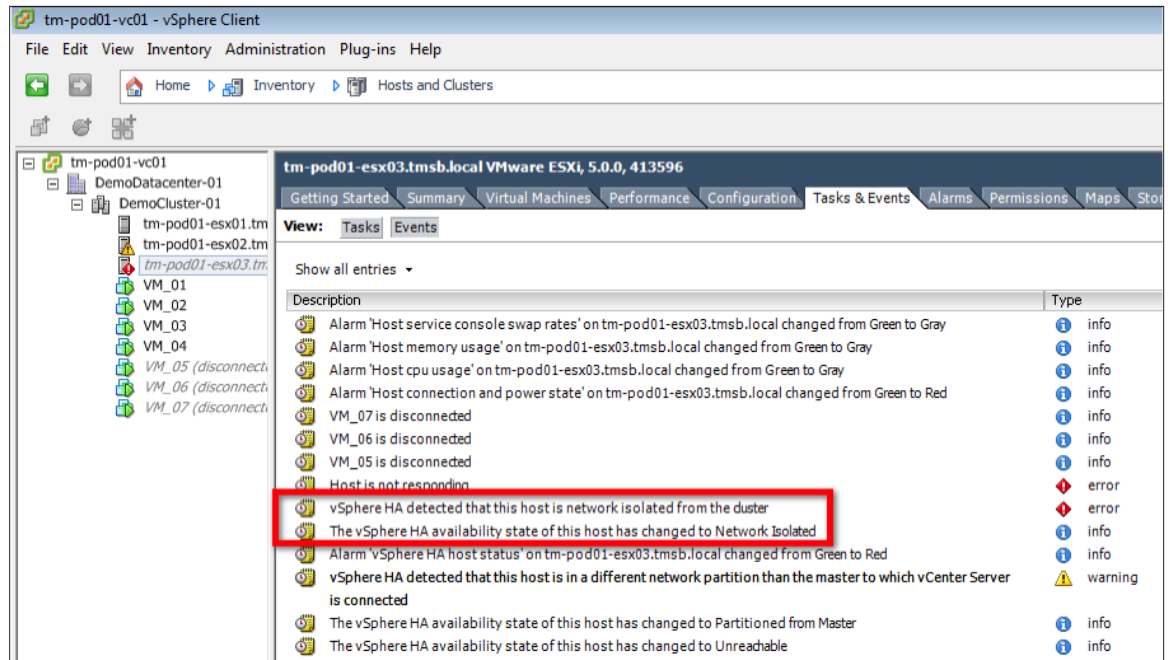 tm-pod01-vc01 - vSphere Client
File Edit View Inventory Administration Plug-ins Help
Home Inventory Hosts and Clusters
tm-pod01-vc01
DemoDatacenter-01
DemoCluster-01
tm-pod01-esx01.tm
tm-pod01-esx02.tm
tm-pod01-esx03.tm
VM_01
VM_02
VM_03
VM_04
VM_05 (disconnect
VM_06 (disconnect
VM_07 (disconnect
tm-pod01-esx03.tmsb.local VMware ESXi, 5.0.0, 413596
Getting Started Summary Virtual Machines Performance Configuration Tasks & Events Alarms Permissions Maps Stor
View: Tasks Events
Show all entries
Description Type
Alarm 'Host service console swap rates' on tm-pod01-esx03.tmsb.local changed from Green to Gray info
Alarm 'Host memory usage' on tm-pod01-esx03.tmsb.local changed from Green to Gray info
Alarm 'Host cpu usage' on tm-pod01-esx03.tmsb.local changed from Green to Gray info
Alarm 'Host connection and power state' on tm-pod01-esx03.tmsb.local changed from Green to Red info
VM_07 is disconnected info
VM_06 is disconnected info
VM_05 is disconnected info
Host is not responding error
vSphere HA detected that this host is network isolated from the cluster error
The vSphere HA availability state of this host has changed to Network Isolated info
Alarm 'vSphere HA host status' on tm-pod01-esx03.tmsb.local changed from Green to Red info
vSphere HA detected that this host is in a different network partition than the master to which vCenter Server warning
is connected
The vSphere HA availability state of this host has changed to Partitioned from Master info
The vSphere HA availability state of this host has changed to Unreachable info